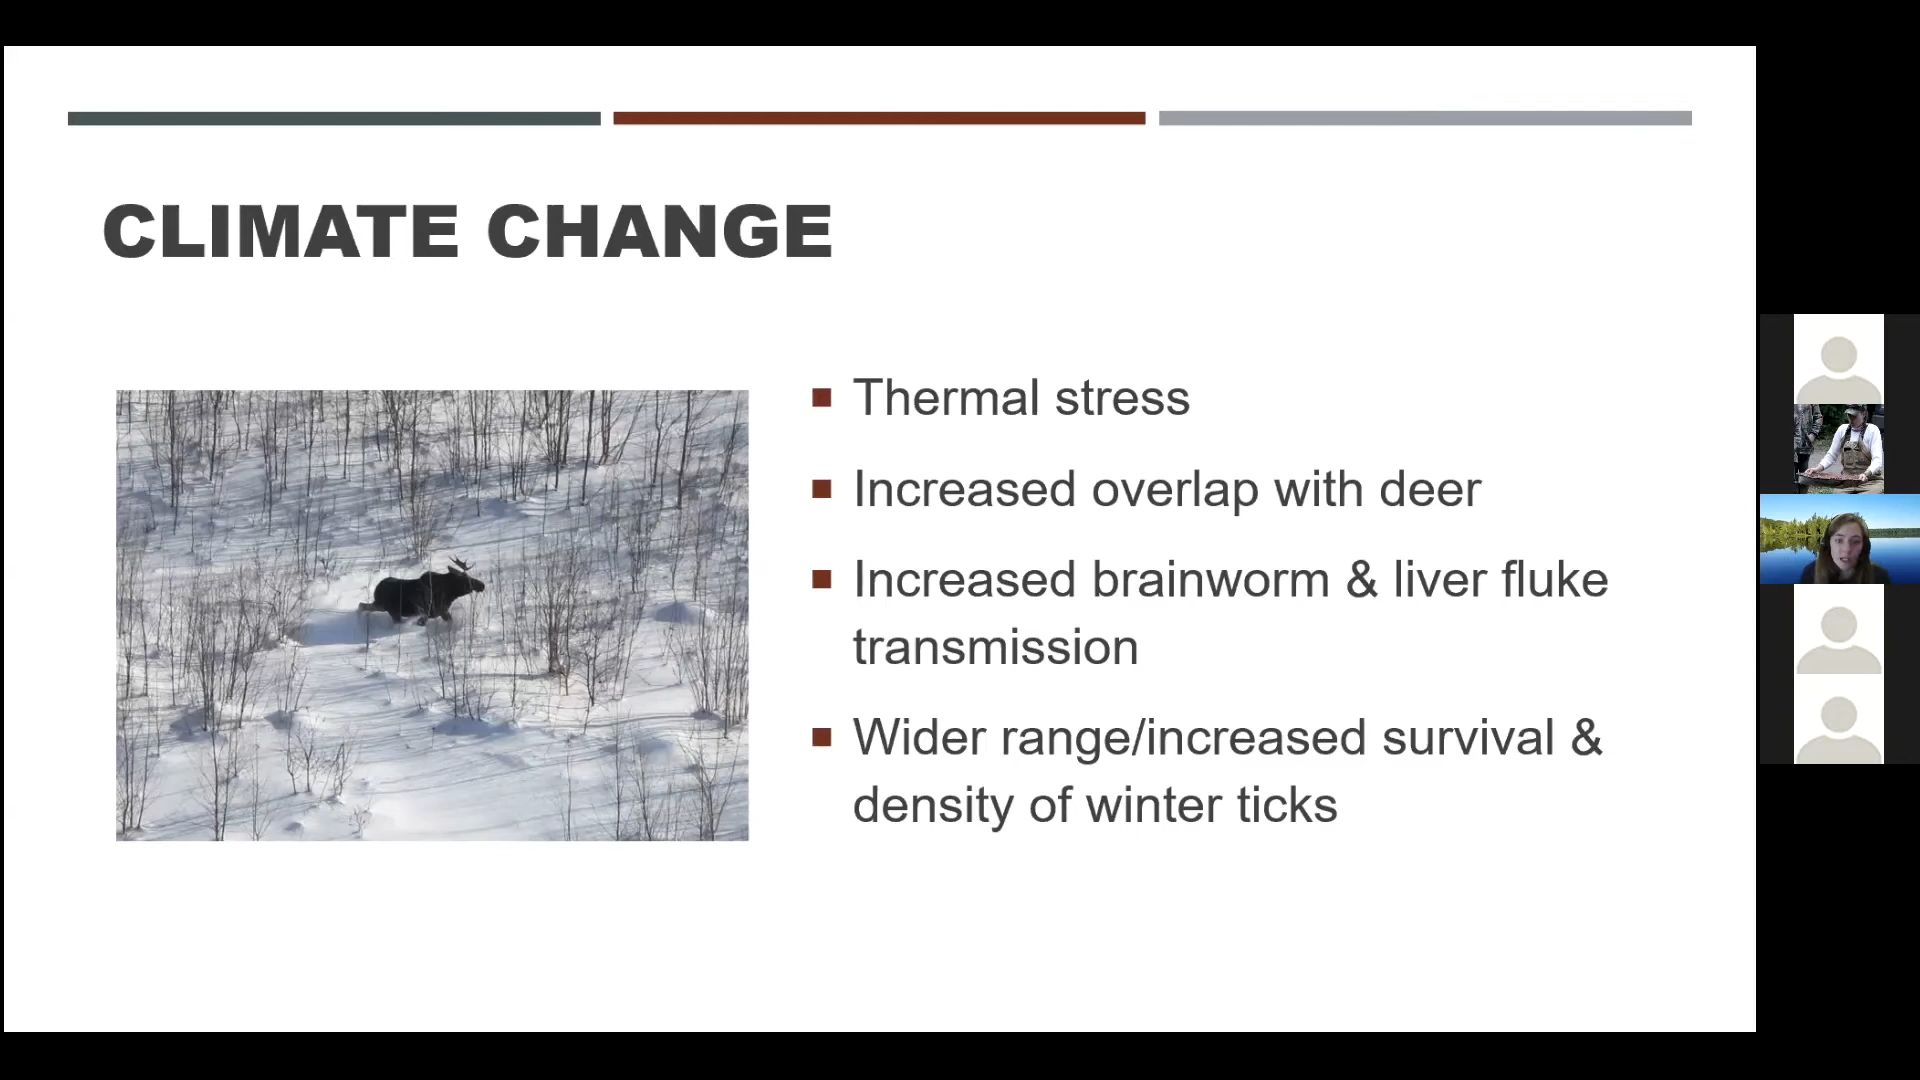 CLIMATE CHANGE
Thermal stress
Increased overlap with deer
Increased brainworm & liver fluke
transmission
Wider range/increased survival &
density of winter ticks